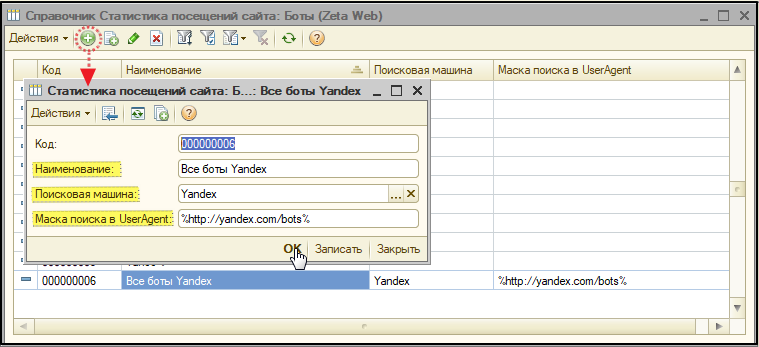 Справочник Статистика посещений сайта: Боты (Zeta Web)
Действия
Код Наименование Поисковая машина Маска поиска в UserAgent
Статистика посещений сайта: Б...: Все боты Yandex
Действия
Код: 000000006
Наименование: Все боты Yandex
Поисковая машина: Yandex ...
Маска поиска в UserAgent: %http://yandex.com/bots%
OK Записать Закрыть
000000006 Все боты Yandex Yandex %http://yandex.com/bots%